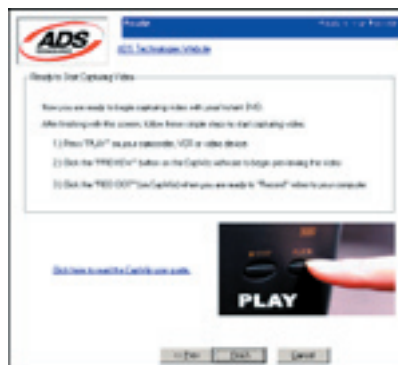 ADS
ADS Technologies Website
Ready to Start Capturing Video
Now you are ready to begin capturing video with your Instant DVD.
After finishing with this screen, follow these simple steps to start capturing video:
1.) Press "PLAY" on your camcorder, VCR or video device
2.) Click the "PREVIEW" button on the CapWiz software to begin previewing the video
3.) Click the "RED DOT" (on CapWiz) when you are ready to "Record" video to your computer
Click here to read the CapWiz user guide.
PLAY
<< Prev Finish Cancel